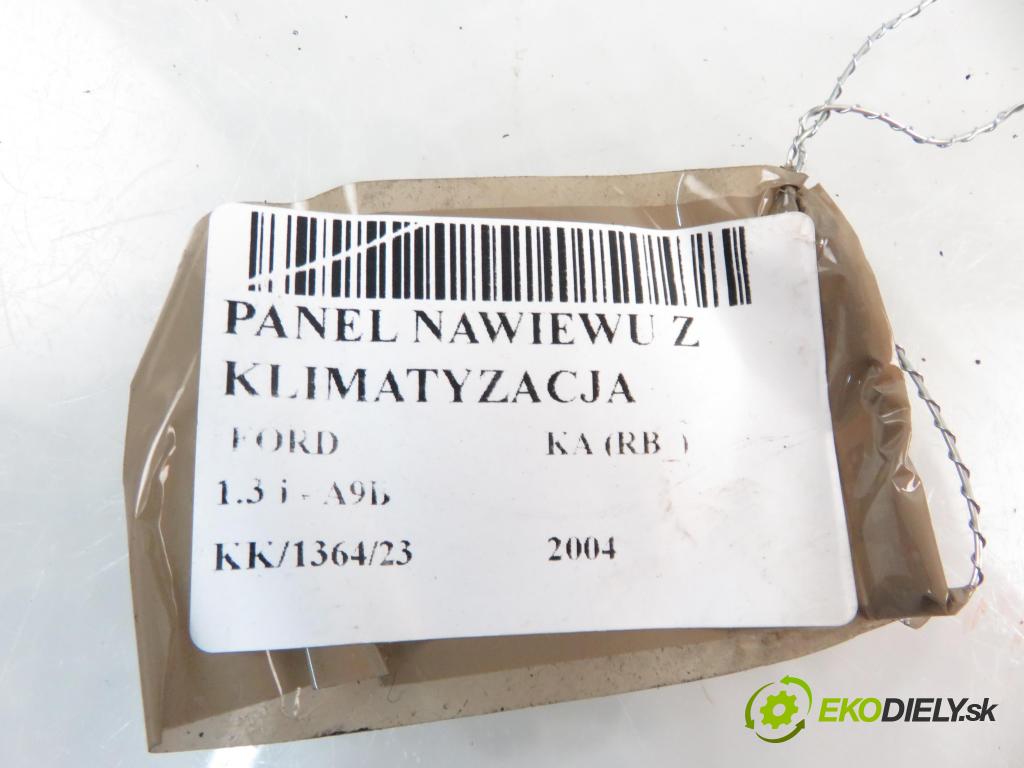 PANEL NAWIEWU Z
KLIMATYZACJA
FORD KA (RB_)
1.3 i - A9B
KK/1364/23 2004
EKODIELY.sk